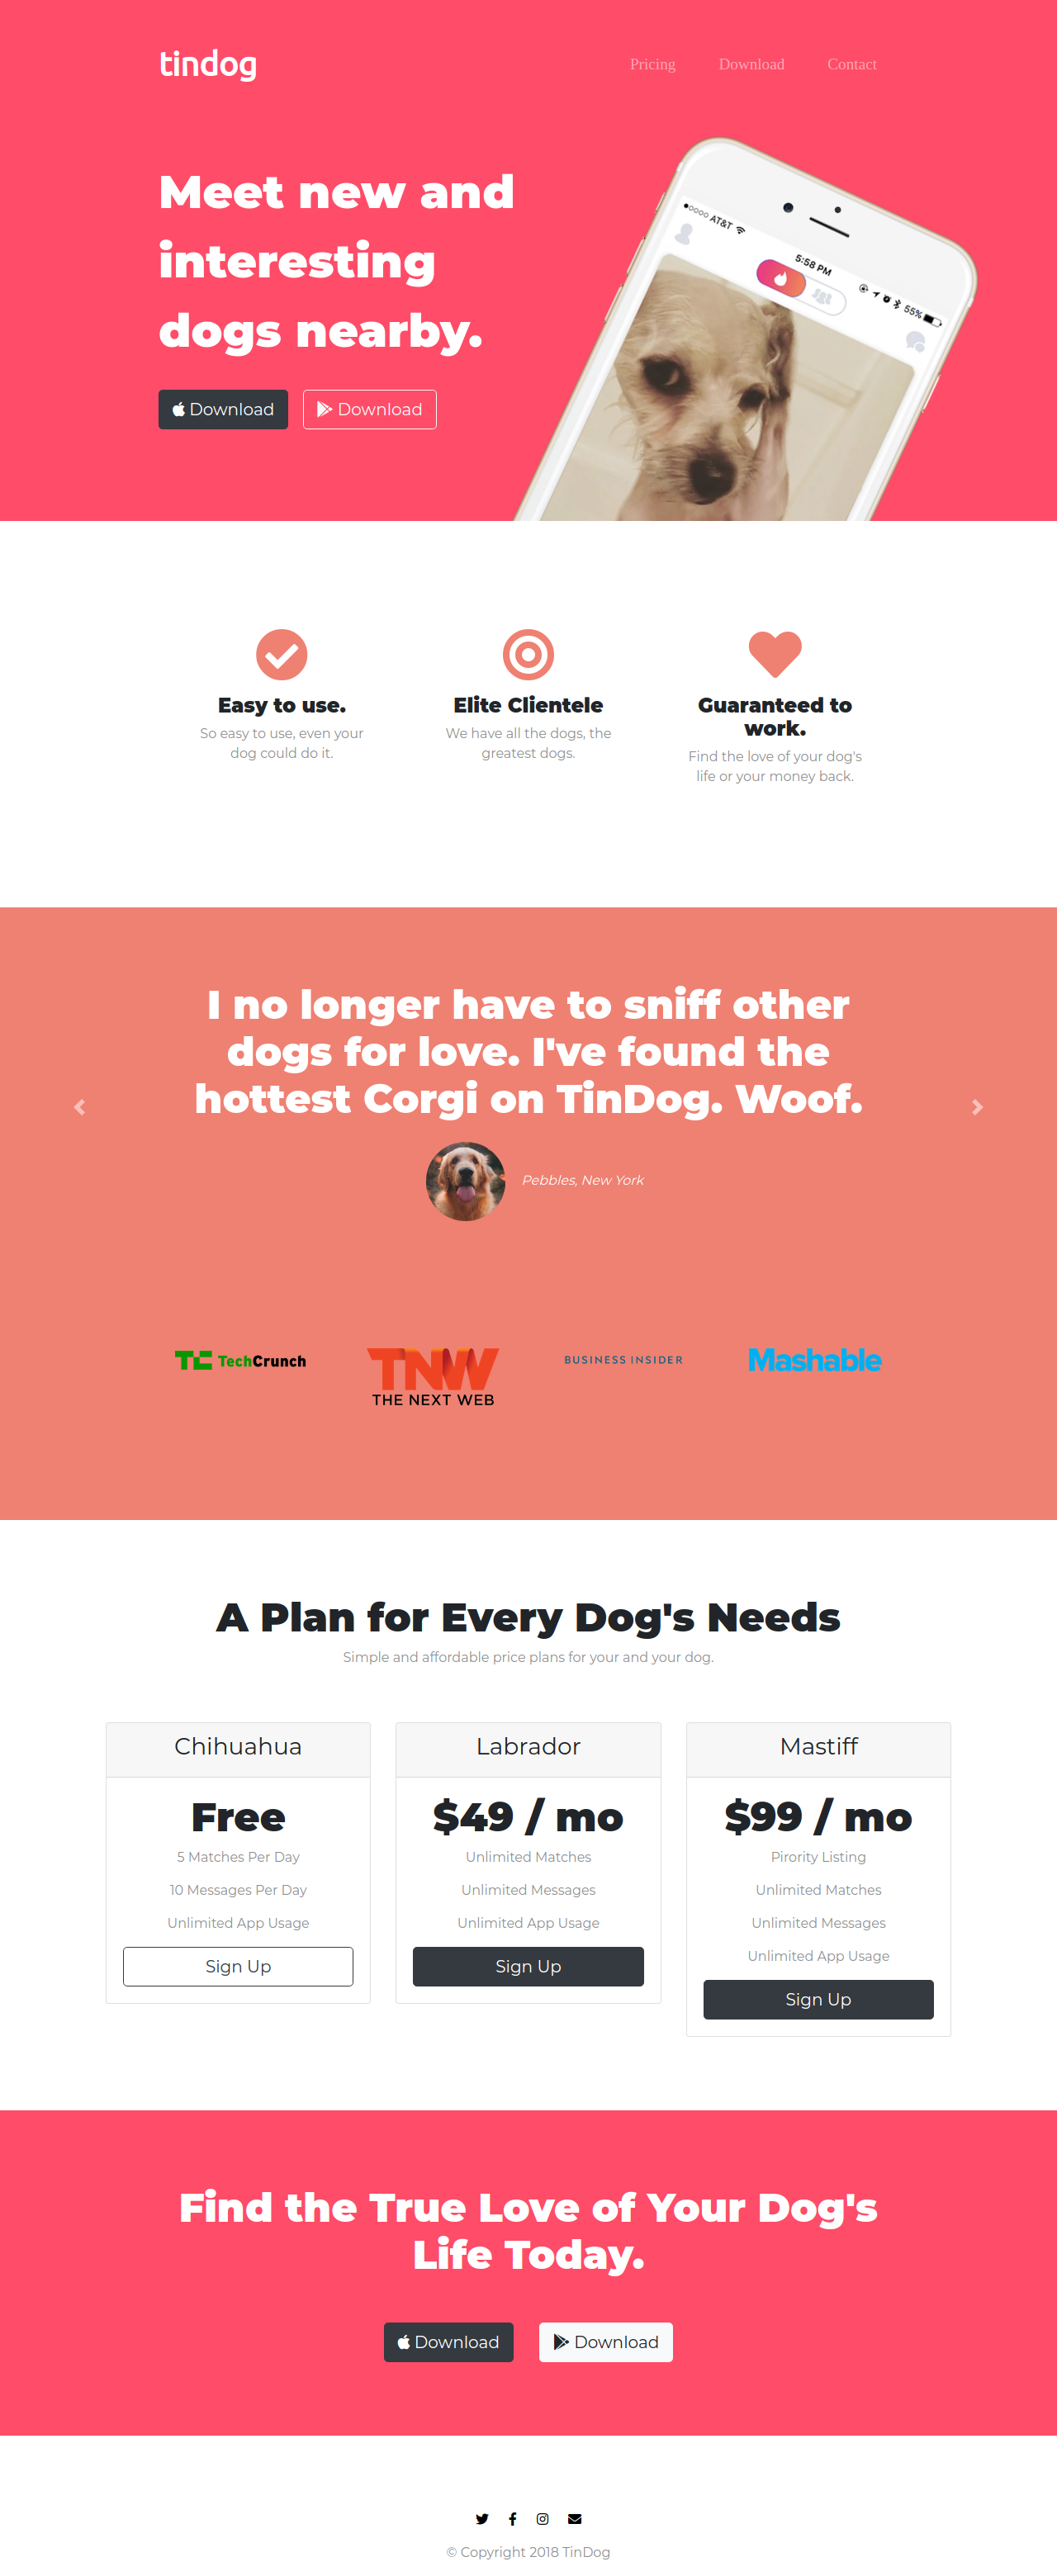 tindog
Pricing Download Contact
Meet new and
interesting
dogs nearby.
Download Download
AT&T
5:58 PM
55%
Easy to use.
So easy to use, even your
dog could do it.
Elite Clientele
We have all the dogs, the
greatest dogs.
Guaranteed to
work.
Find the love of your dog's
life or your money back.
I no longer have to sniff other
dogs for love. I've found the
hottest Corgi on TinDog. Woof.
Pebbles, New York
TC TechCrunch
TNW
THE NEXT WEB
BUSINESS INSIDER
Mashable
A Plan for Every Dog's Needs
Simple and affordable price plans for your and your dog.
Chihuahua
Free
5 Matches Per Day
10 Messages Per Day
Unlimited App Usage
Sign Up
Labrador
$49 / mo
Unlimited Matches
Unlimited Messages
Unlimited App Usage
Sign Up
Mastiff
$99 / mo
Pirority Listing
Unlimited Matches
Unlimited Messages
Unlimited App Usage
Sign Up
Find the True Love of Your Dog's
Life Today.
Download Download
© Copyright 2018 TinDog